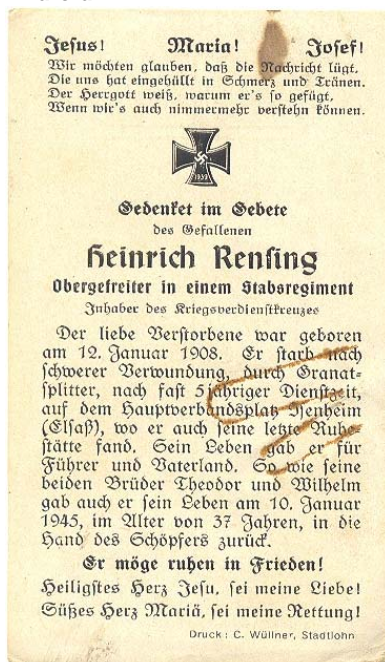 Jesus! Maria! Josef!
Wir möchten glauben, daß die Nachricht lügt,
Die uns hat eingehüllt in Schmerz und Tränen.
Der Herrgott weiß, warum er's so gefügt,
Wenn wir's auch nimmermehr verstehn können.
1939
Gedenket im Gebete
des Gefallenen
Heinrich Rensing
Obergefreiter in einem Stabsregiment
Inhaber des Kriegsverdienstkreuzes
Der liebe Verstorbene war geboren
am 12. Januar 1908. Er starb nach
schwerer Verwundung, durch Granat-
splitter, nach fast 5jähriger Dienstzeit,
auf dem Hauptverbandsplatz Isenheim
(Elsaß), wo er auch seine letzte Ruhe-
stätte fand. Sein Leben gab er für
Führer und Vaterland. So wie seine
beiden Brüder Theodor und Wilhelm
gab auch er sein Leben am 10. Januar
1945, im Alter von 37 Jahren, in die
Hand des Schöpfers zurück.
Er möge ruhen in Frieden!
Heiligstes Herz Jesu, sei meine Liebe!
Süßes Herz Mariä, sei meine Rettung!
Druck: C. Wüllner, Stadtlohn